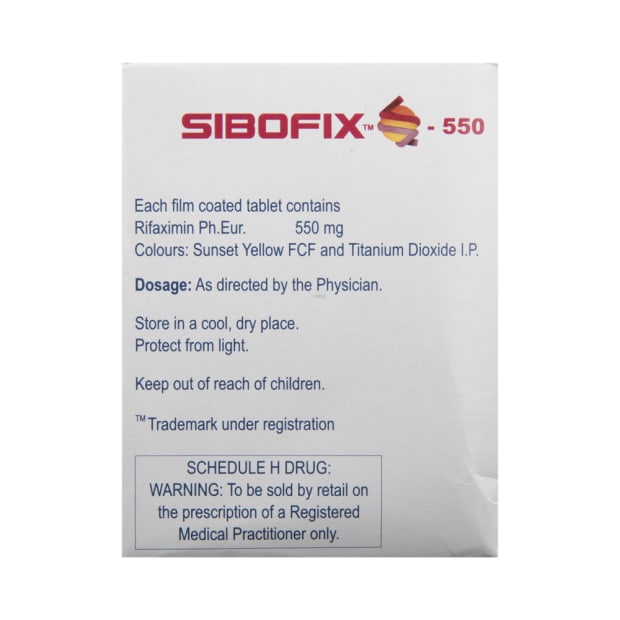 SIBOFIX™ - 550
Each film coated tablet contains
Rifaximin Ph.Eur. 550 mg
Colours: Sunset Yellow FCF and Titanium Dioxide I.P.
Dosage: As directed by the Physician.
Store in a cool, dry place.
Protect from light.
Keep out of reach of children.
™Trademark under registration
SCHEDULE H DRUG:
WARNING: To be sold by retail on
the prescription of a Registered
Medical Practitioner only.